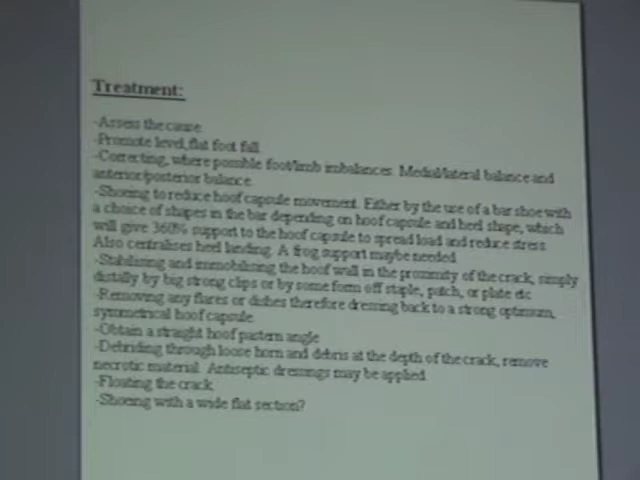 Treatment:
-Assess the cause
-Promote level,flat foot fall.
-Correcting, where possible foot/limb imbalances. Medial/lateral balance and
anterior/posterior balance.
-Shoeing to reduce hoof capsule movement. Either by the use of a bar shoe with
a choice of shapes in the bar depending on hoof capsule and heel shape, which
will give 360% support to the hoof capsule to spread load and reduce stress
Also centralises heel landing. A frog support maybe needed
-Stabilising and immobilising the hoof wall in the proximity of the crack, simply
distally by big strong clips or by some form off staple, patch, or plate etc
-Removing any flares or dishes therefore dressing back to a strong optimum,
symmetrical hoof capsule
-Obtain a straight hoof pastern angle
-Debriding through loose horn and debris at the depth of the crack, remove
necrotic material. Antiseptic dressings may be applied
-Floating the crack
-Shoeing with a wide flat section?